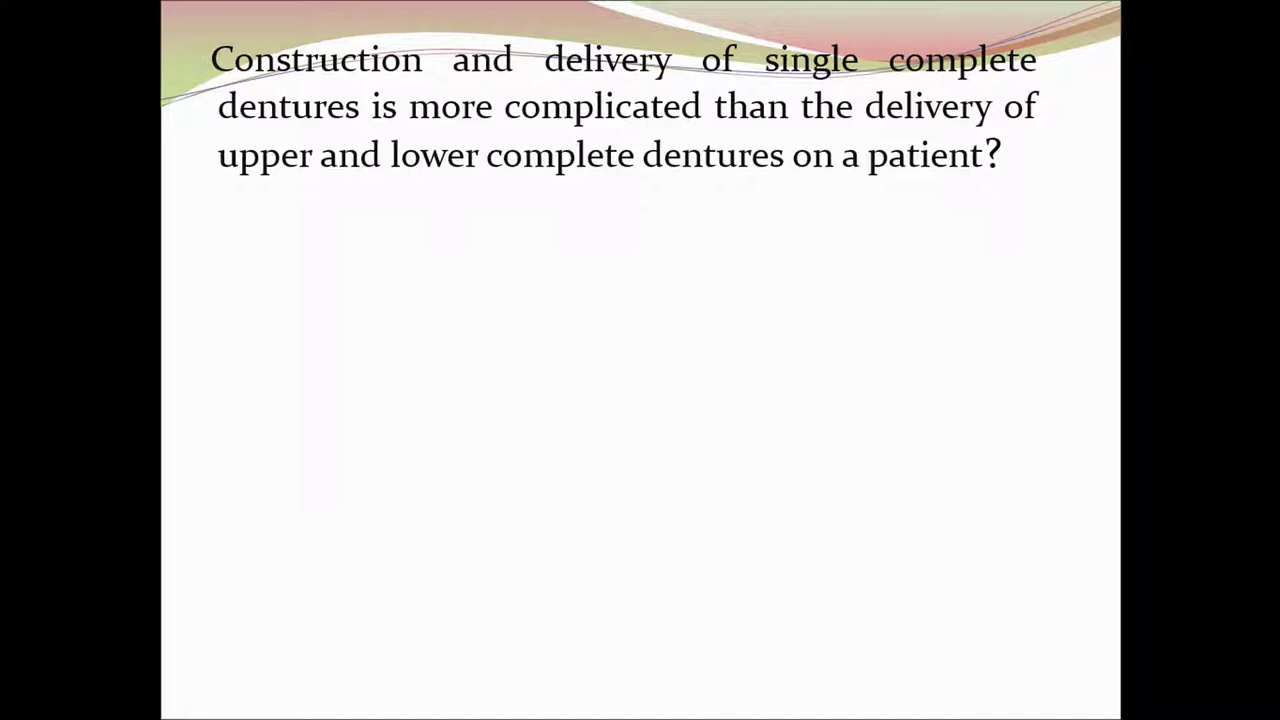 Construction and delivery of single complete
dentures is more complicated than the delivery of
upper and lower complete dentures on a patient?